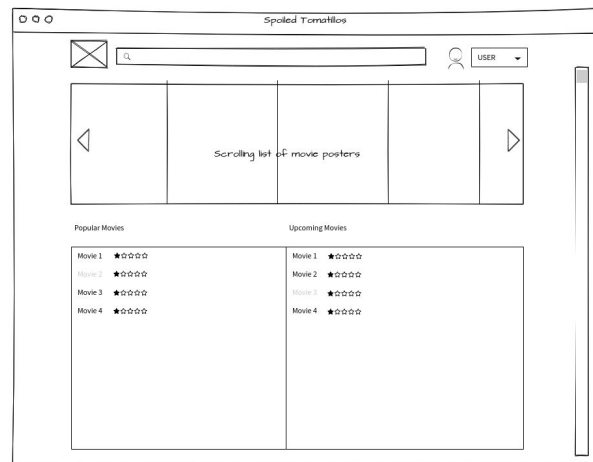 Spoiled Tomatillos
USER
Scrolling list of movie posters
Popular Movies
Upcoming Movies
Movie 1 ★☆☆☆☆
Movie 2 ★☆☆☆☆
Movie 3 ★☆☆☆☆
Movie 4 ★☆☆☆☆
Movie 1 ★☆☆☆☆
Movie 2 ★☆☆☆☆
Movie 3 ★☆☆☆☆
Movie 4 ★☆☆☆☆